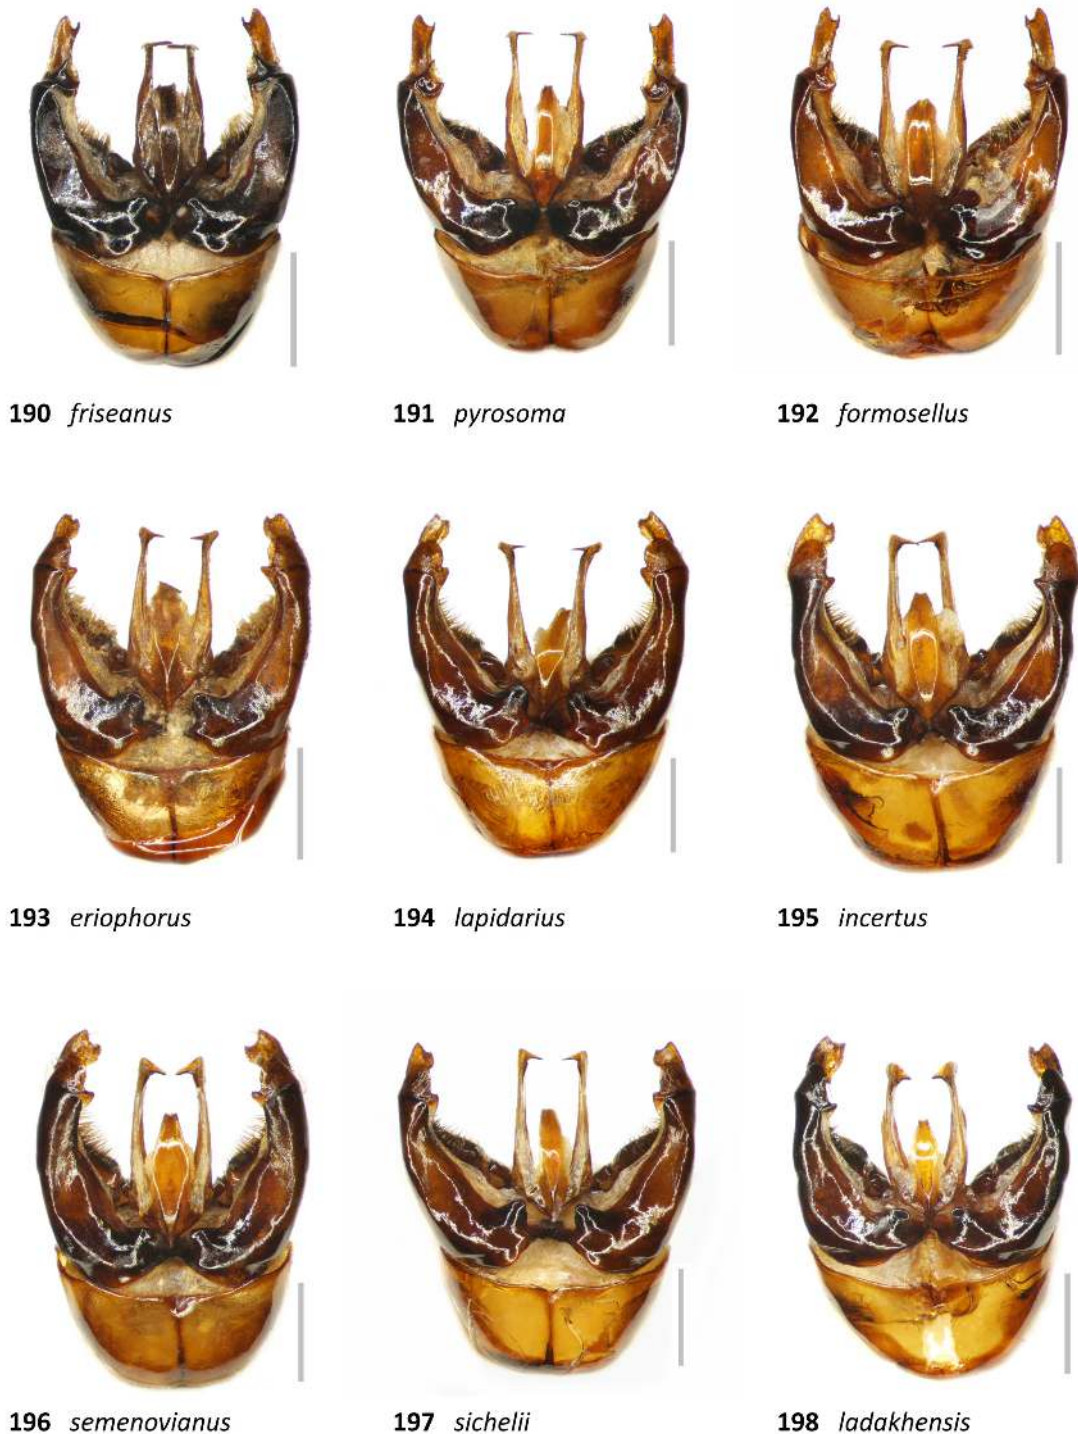 190 friseanus
191 pyrosoma
192 formosellus
193 eriophorus
194 lapidarius
195 incertus
196 semenovianus
197 sichelii
198 ladakhensis